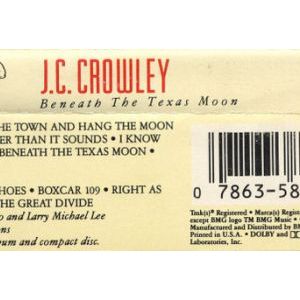 J.C. CROWLEY
Beneath The Texas Moon
HE TOWN AND HANG THE MOON
ER THAN IT SOUNDS • I KNOW
BENEATH THE TEXAS MOON •
HOES • BOXCAR 109 • RIGHT AS
THE GREAT DIVIDE
o and Larry Michael Lee
ons
um and compact disc.
0 7863-58
Tmk(s) ® Registered • Marca(s) Regist
except BMG logo TM BMG Music •
Manufactured and Distributed by BM
Printed in U.S.A. • DOLBY and
Laboratories, Inc.